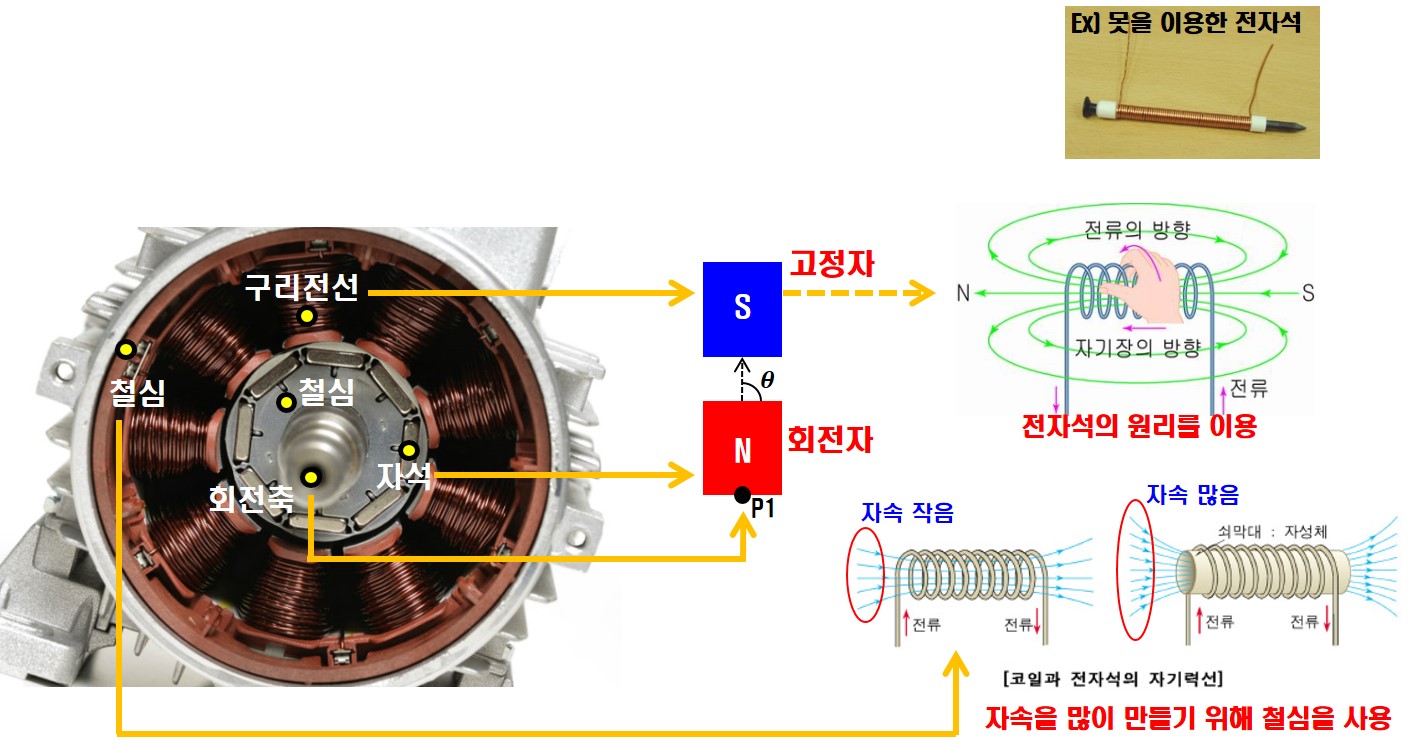 Ex) 못을 이용한 전자석
구리전선
철심
철심
자석
회전축
S
고정자
θ
N
회전자
P1
전류의 방향
N
S
자기장의 방향
전류
전자석의 원리를 이용
자속 작음
전류
전류
자속 많음
쇠막대 : 자성체
전류
전류
[코일과 전자석의 자기력선]
자속을 많이 만들기 위해 철심을 사용